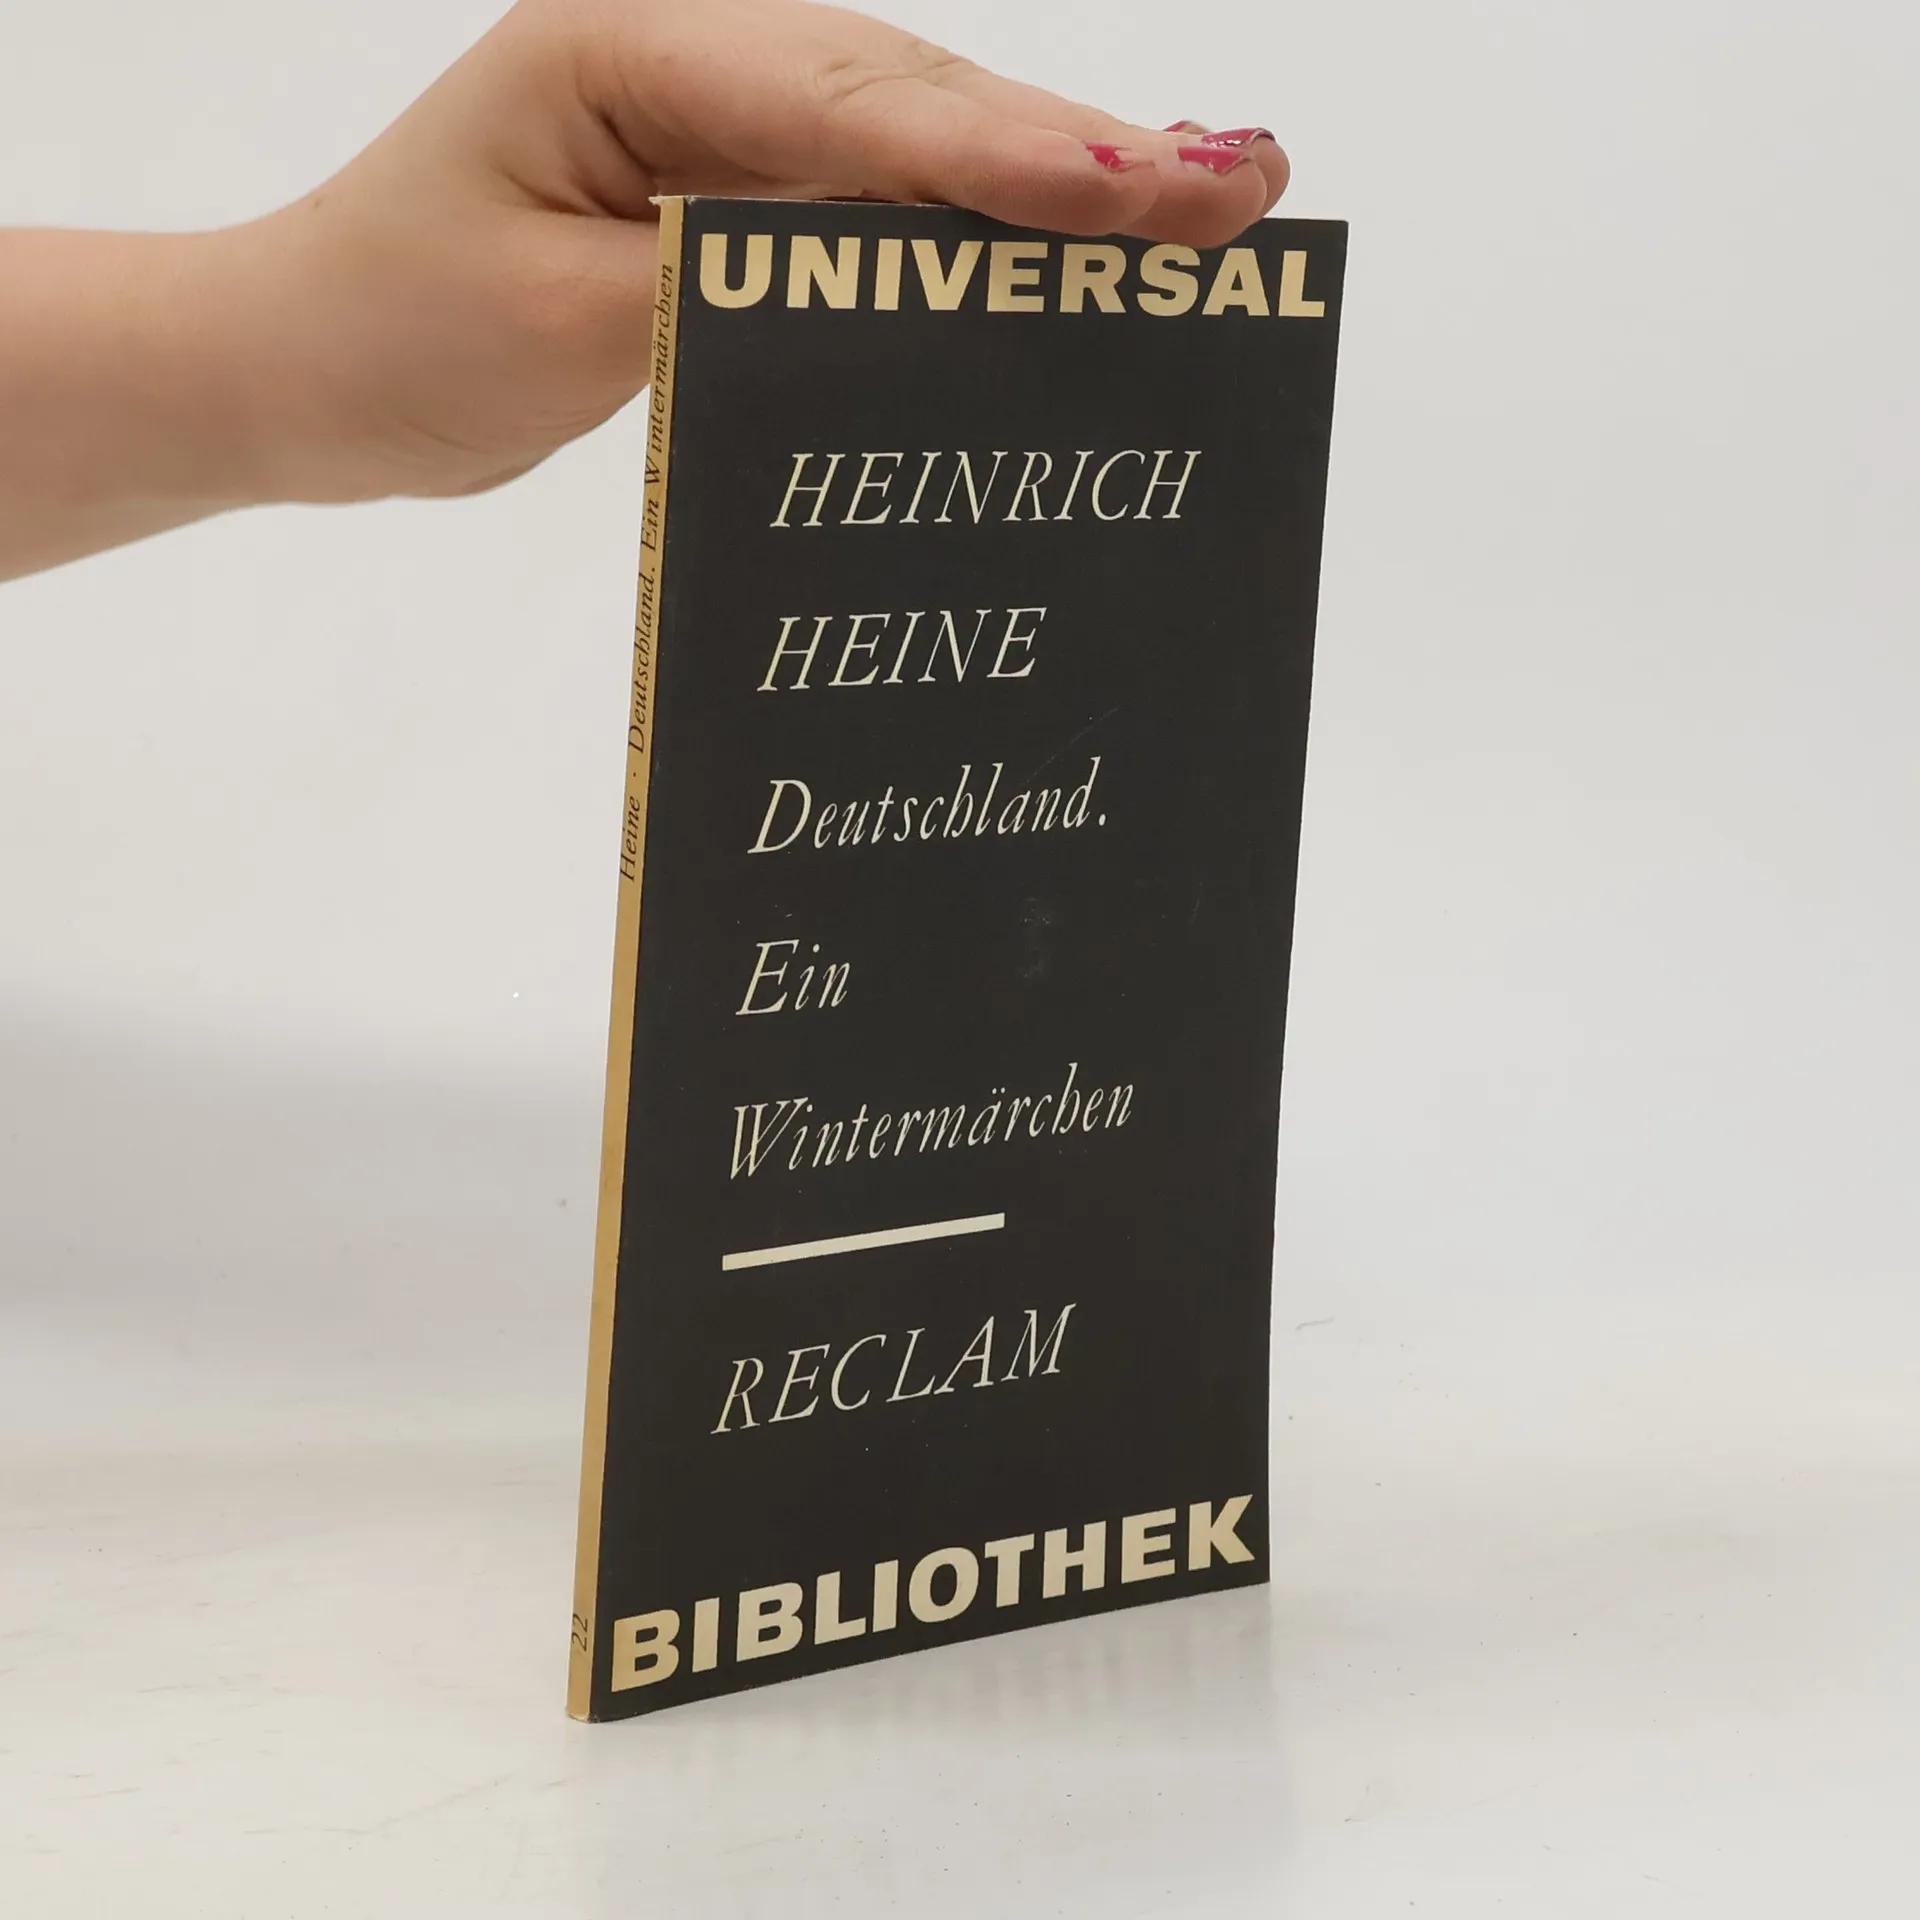 UNIVERSAL
HEINRICH
HEINE
Deutschland.
Ein
Wintermärchen
RECLAM
BIBLIOTHEK
Heine · Deutschland. Ein Wintermärchen
22